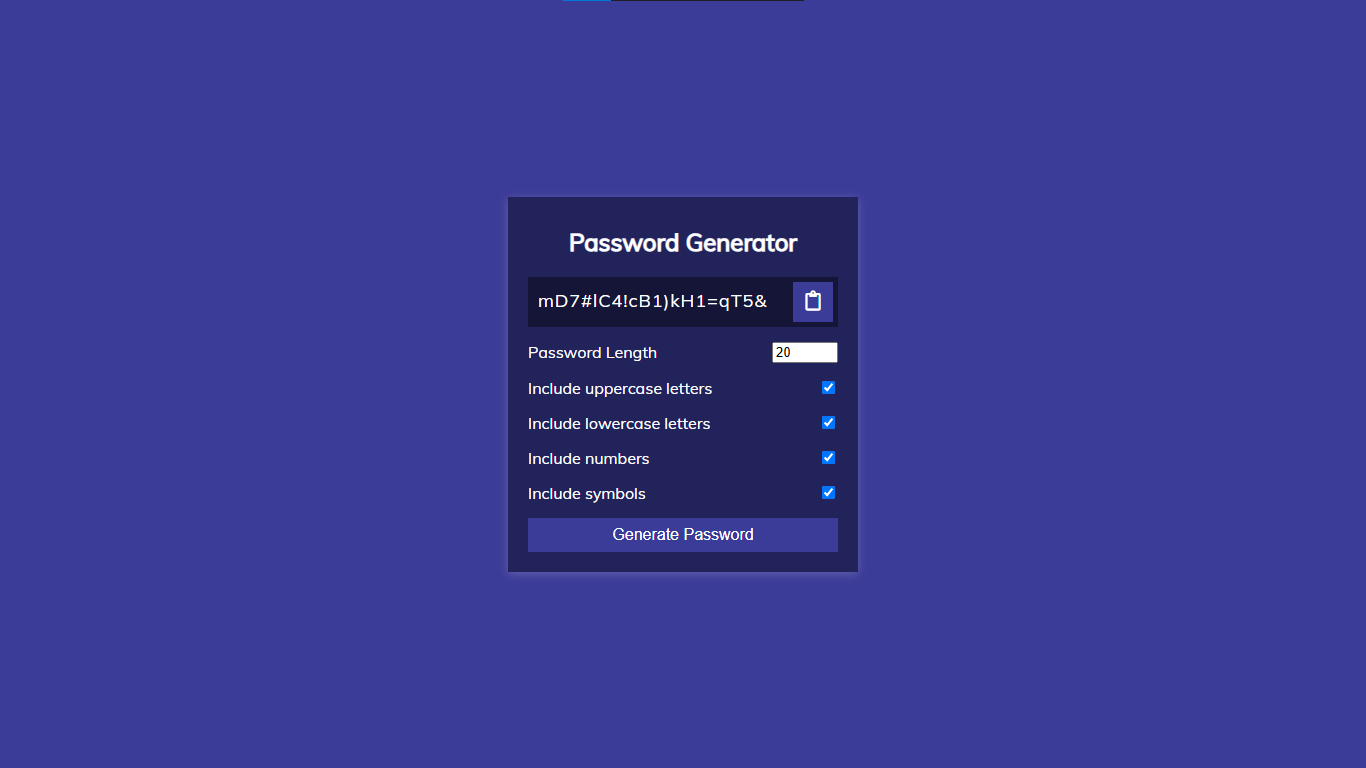 Password Generator
mD7#lC4!cB1)kH1=qT5&
Password Length 20
Include uppercase letters
Include lowercase letters
Include numbers
Include symbols
Generate Password